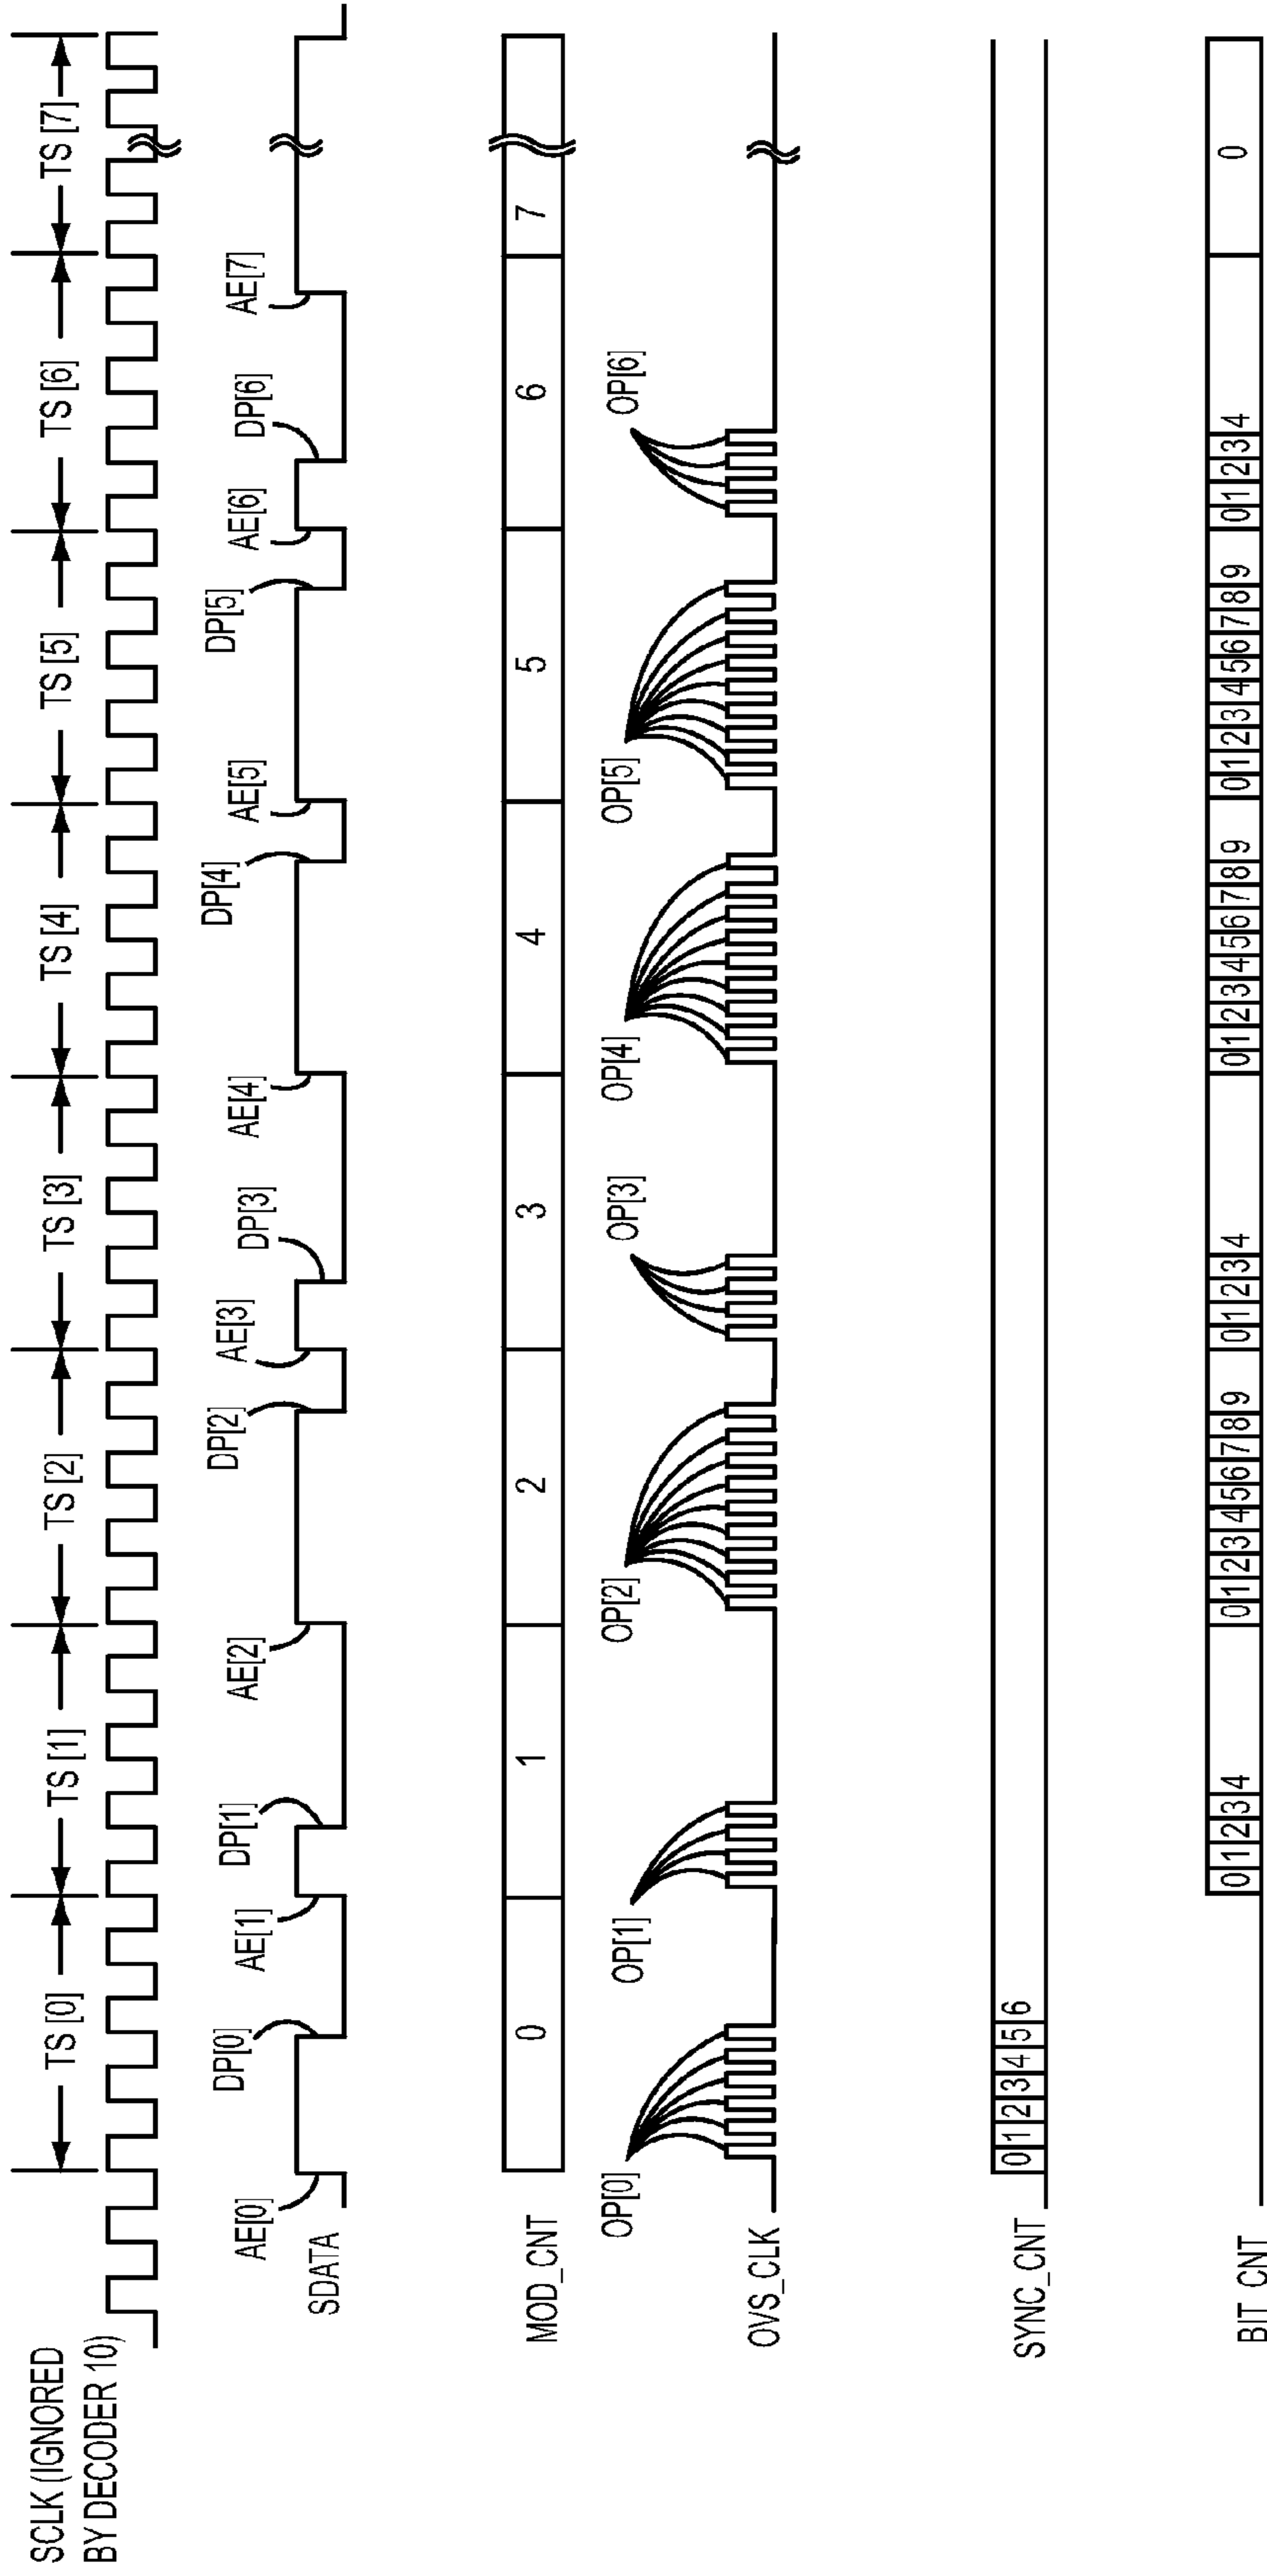 SCLK (IGNORED
BY DECODER 10)
TS [0]
TS [1]
TS [2]
TS [3]
TS [4]
TS [5]
TS [6]
TS [7]
SDATA
AE[0]
DP[0]
AE[1]
DP[1]
AE[2]
DP[2]
AE[3]
DP[3]
AE[4]
DP[4]
AE[5]
DP[5]
AE[6]
DP[6]
AE[7]
MOD_CNT
0
1
2
3
4
5
6
7
OVS_CLK
OP[0]
OP[1]
OP[2]
OP[3]
OP[4]
OP[5]
OP[6]
SYNC_CNT
0 1 2 3 4 5 6
BIT_CNT
0 1 2 3 4
0 1 2 3 4 5 6 7 8 9
0 1 2 3 4
0 1 2 3 4 5 6 7 8 9
0 1 2 3 4 5 6 7 8 9
0 1 2 3 4
0